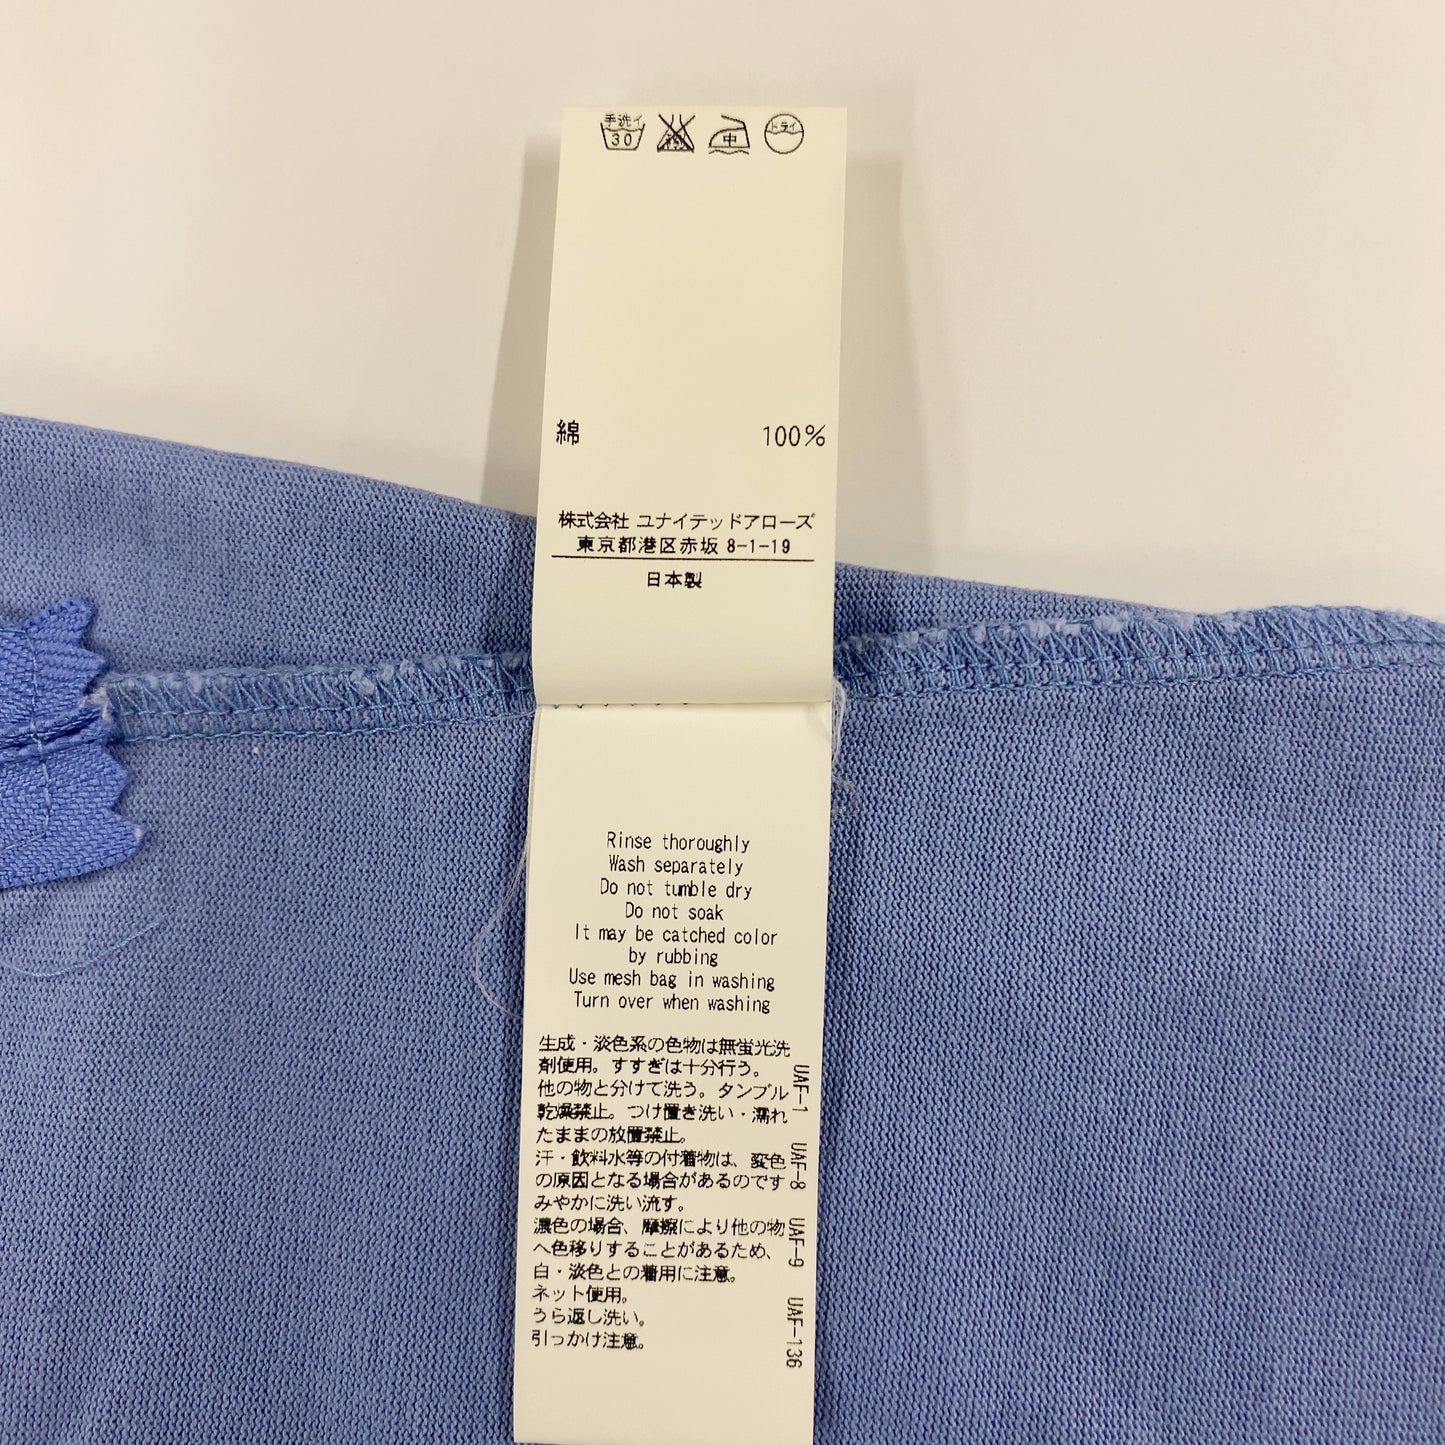 手洗イ
30
エンソサラシ
中
ドライ
綿 100%
株式会社 ユナイテッドアローズ
東京都港区赤坂 8-1-19
日本製
Rinse thoroughly
Wash separately
Do not tumble dry
Do not soak
It may be catched color
by rubbing
Use mesh bag in washing
Turn over when washing
生成・淡色系の色物は無蛍光洗
剤使用。すすぎは十分行う。
他の物と分けて洗う。タンブル
乾燥禁止。つけ置き洗い・濡れ
たままの放置禁止。
汗・飲料水等の付着物は、変色
の原因となる場合があるのです
みやかに洗い流す。
濃色の場合、摩擦により他の物
へ色移りすることがあるため、
白・淡色との着用に注意。
ネット使用。
うら返し洗い。
引っかけ注意。
UAF-1
UAF-8
UAF-9
UAF-136